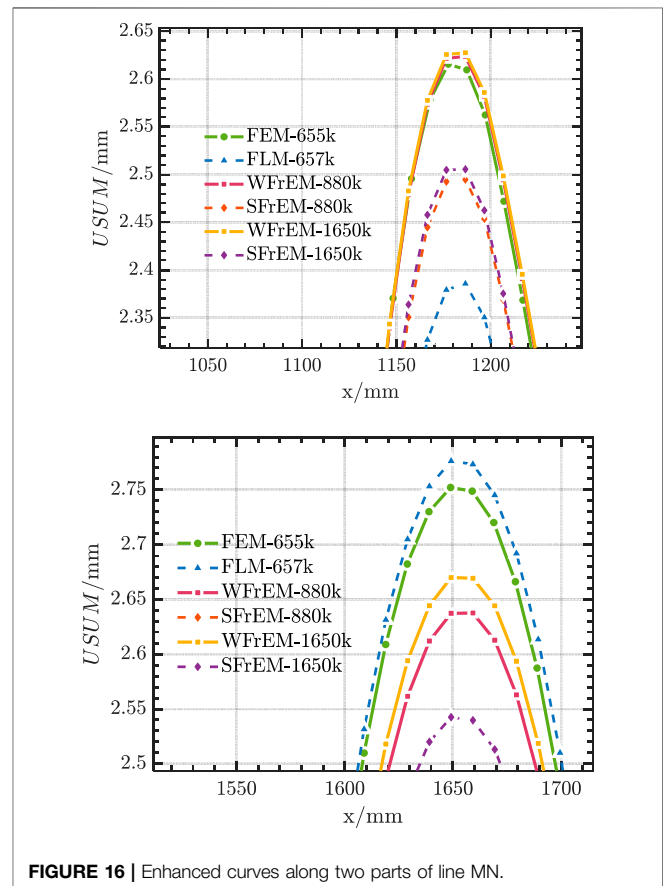 2.65
2.6
2.55
2.5
2.45
2.4
2.35
USUM/mm
FEM-655k
FLM-657k
WFrEM-880k
SFrEM-880k
WFrEM-1650k
SFrEM-1650k
1050 1100 1150 1200
x/mm
2.75
2.7
2.65
2.6
2.55
2.5
USUM/mm
FEM-655k
FLM-657k
WFrEM-880k
SFrEM-880k
WFrEM-1650k
SFrEM-1650k
1550 1600 1650 1700
x/mm
FIGURE 16 | Enhanced curves along two parts of line MN.